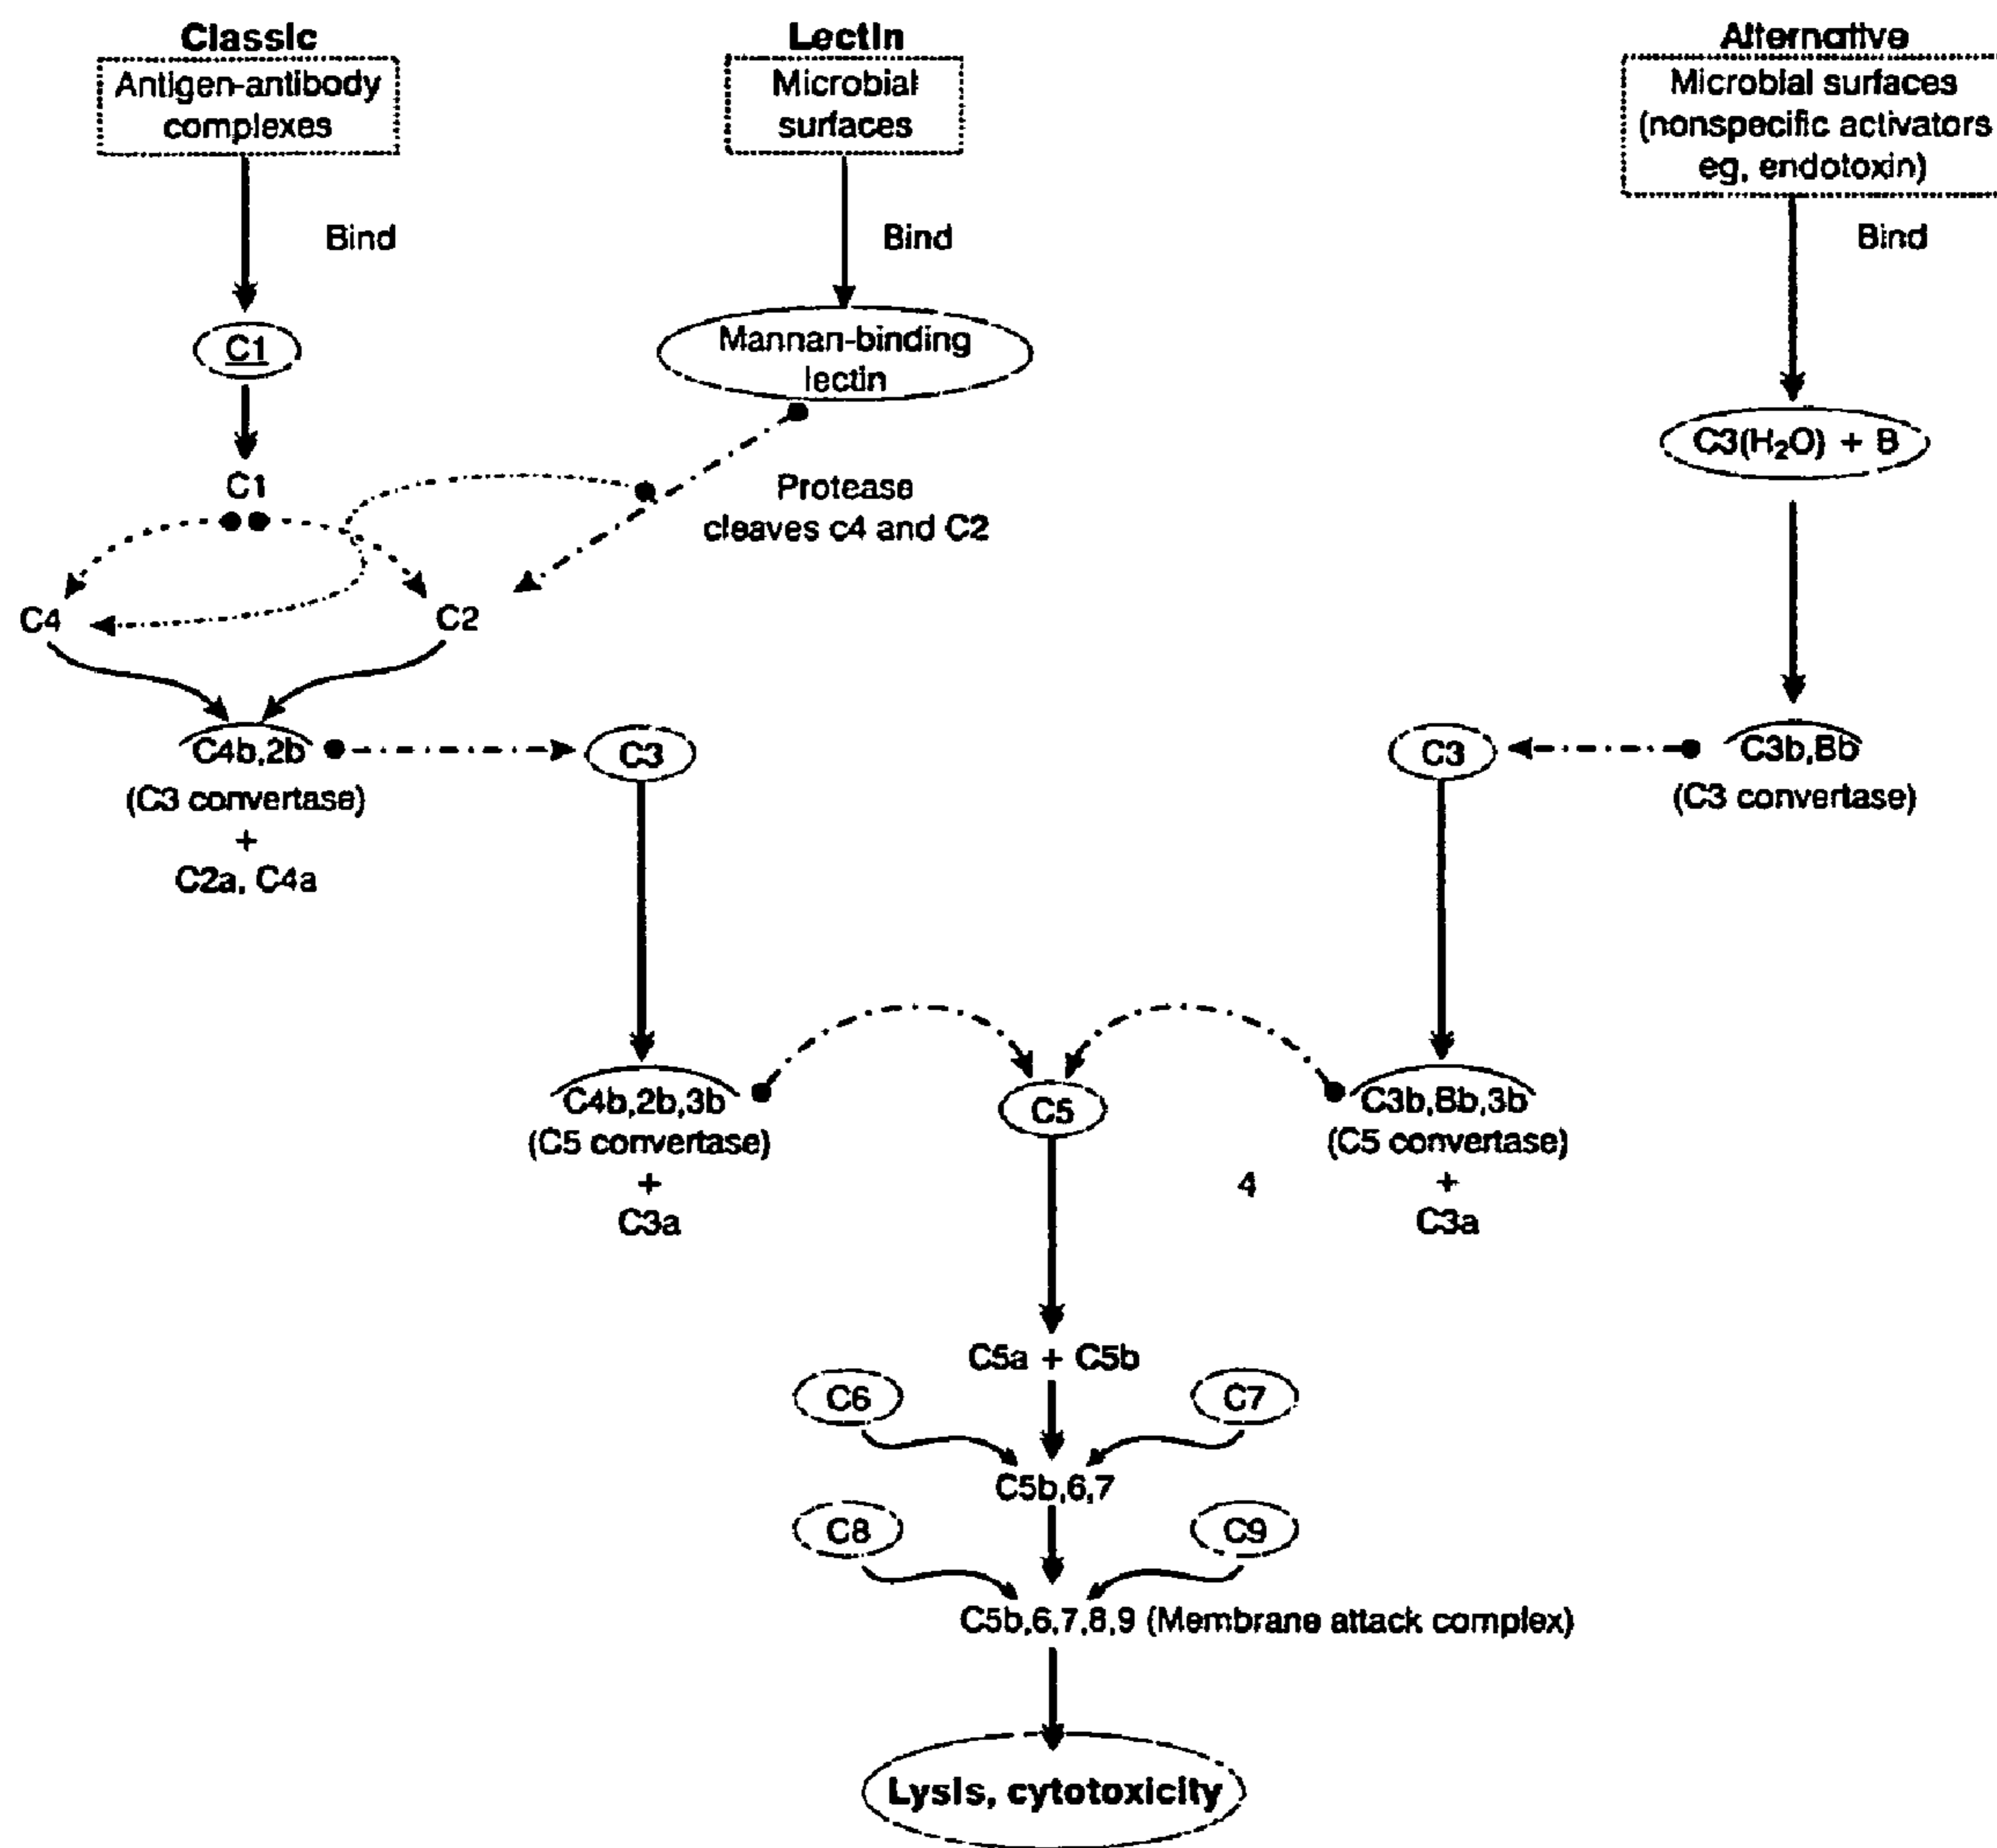 Classic
Antigen-antibody
complexes
Bind
C1
C1
C4
C2
C4b,2b
(C3 convertase)
+
C2a, C4a
Lectin
Microbial
surfaces
Bind
Mannan-binding
lectin
Protease
cleaves c4 and C2
Alternative
Microbial surfaces
(nonspecific activators
eg, endotoxin)
Bind
C3(H₂O) + B
C3b,Bb
(C3 convertase)
C3
C3
C4b,2b,3b
(C5 convertase)
+
C3a
C5
4
C3b,Bb,3b
(C5 convertase)
+
C3a
C5a + C5b
C6
C7
C5b,6,7
C8
C9
C5b,6,7,8,9 (Membrane attack complex)
Lysis, cytotoxicity